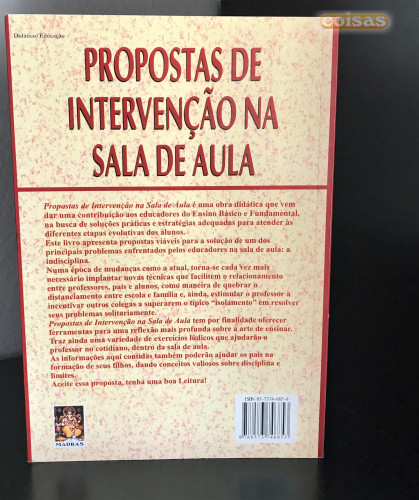 coisas
Didático/Educação
PROPOSTAS DE
INTERVENÇÃO NA
SALA DE AULA
Propostas de Intervenção na Sala de Aula é uma obra didática que vem
dar uma contribuição aos educadores do Ensino Básico e Fundamental,
na busca de soluções práticas e estratégias adequadas para atender às
diferentes etapas evolutivas dos alunos.
Este livro apresenta propostas viáveis para a solução de um dos
principais problemas enfrentados pelos educadores na sala de aula: a
indisciplina.
Numa época de mudanças como a atual, torna-se cada vez mais
necessário implantar novas técnicas que facilitem o relacionamento
entre professores, pais e alunos, como maneira de quebrar o
distanciamento entre escola e família e, ainda, estimular o professor a
incentivar outros colegas a superarem o típico “isolamento” em resolver
seus problemas solitariamente.
Propostas de Intervenção na Sala de Aula tem por finalidade oferecer
ferramentas para uma reflexão mais profunda sobre a arte de ensinar.
Traz ainda uma variedade de exercícios lúdicos que ajudarão o
professor no cotidiano, dentro da sala de aula.
As informações aqui contidas também poderão ajudar os pais na
formação de seus filhos, dando conceitos valiosos sobre disciplina e
limites.
Aceite essa proposta, tenha uma boa Leitura!
MADRAS